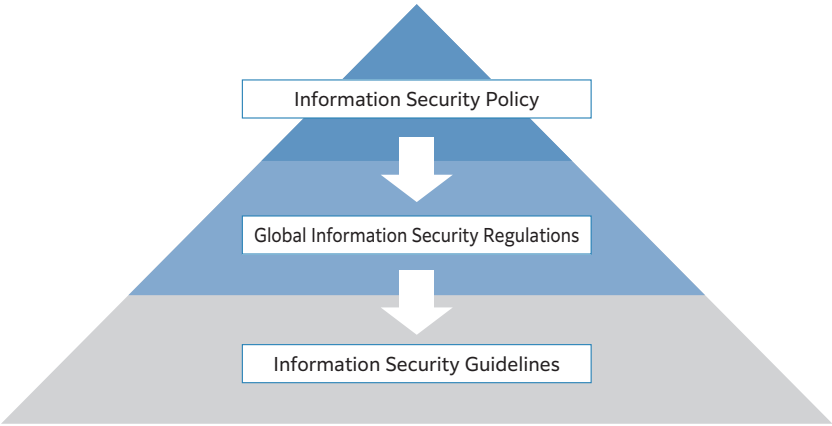 Information Security Policy
Global Information Security Regulations
Information Security Guidelines